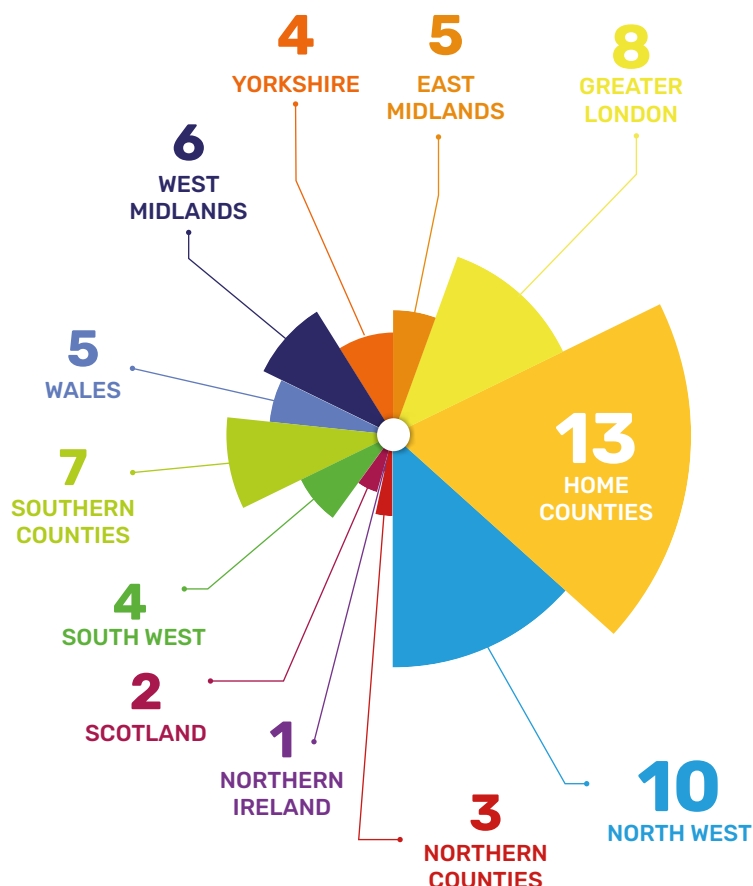 4
YORKSHIRE
5
EAST
MIDLANDS
8
GREATER
LONDON
6
WEST
MIDLANDS
5
WALES
13
HOME
COUNTIES
7
SOUTHERN
COUNTIES
4
SOUTH WEST
2
SCOTLAND
1
NORTHERN
IRELAND
3
NORTHERN
COUNTIES
10
NORTH WEST